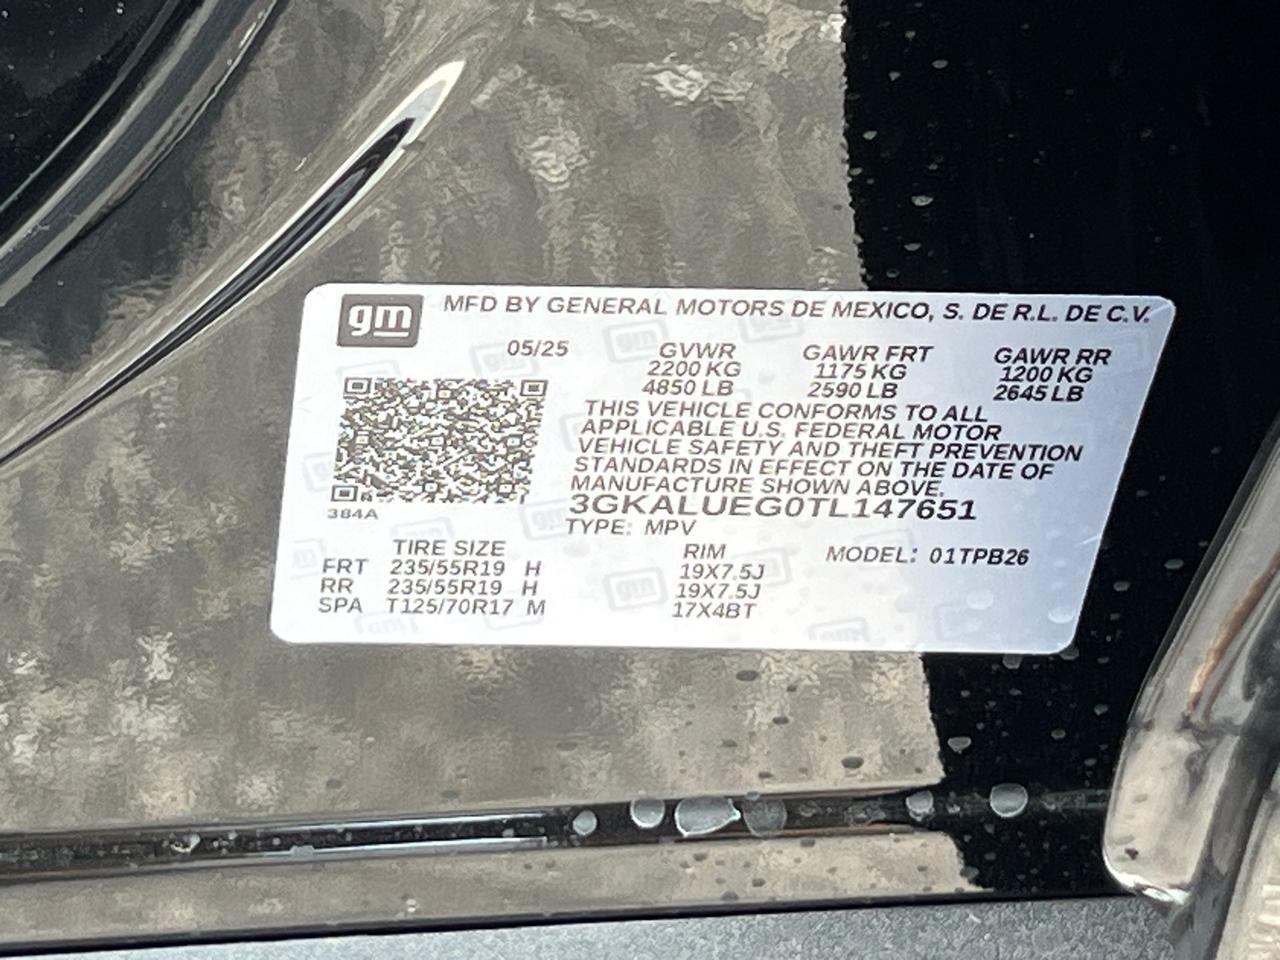 gm MFD BY GENERAL MOTORS DE MEXICO, S. DE R.L. DE C.V.
05/25 GVWR GAWR FRT GAWR RR
2200 KG 1175 KG 1200 KG
4850 LB 2590 LB 2645 LB
THIS VEHICLE CONFORMS TO ALL
APPLICABLE U.S. FEDERAL MOTOR
VEHICLE SAFETY AND THEFT PREVENTION
STANDARDS IN EFFECT ON THE DATE OF
MANUFACTURE SHOWN ABOVE.
3GKALUEG0TL147651
384A
TYPE: MPV
TIRE SIZE RIM MODEL: 01TPB26
FRT 235/55R19 H 19X7.5J
RR 235/55R19 H 19X7.5J
SPA T125/70R17 M 17X4BT